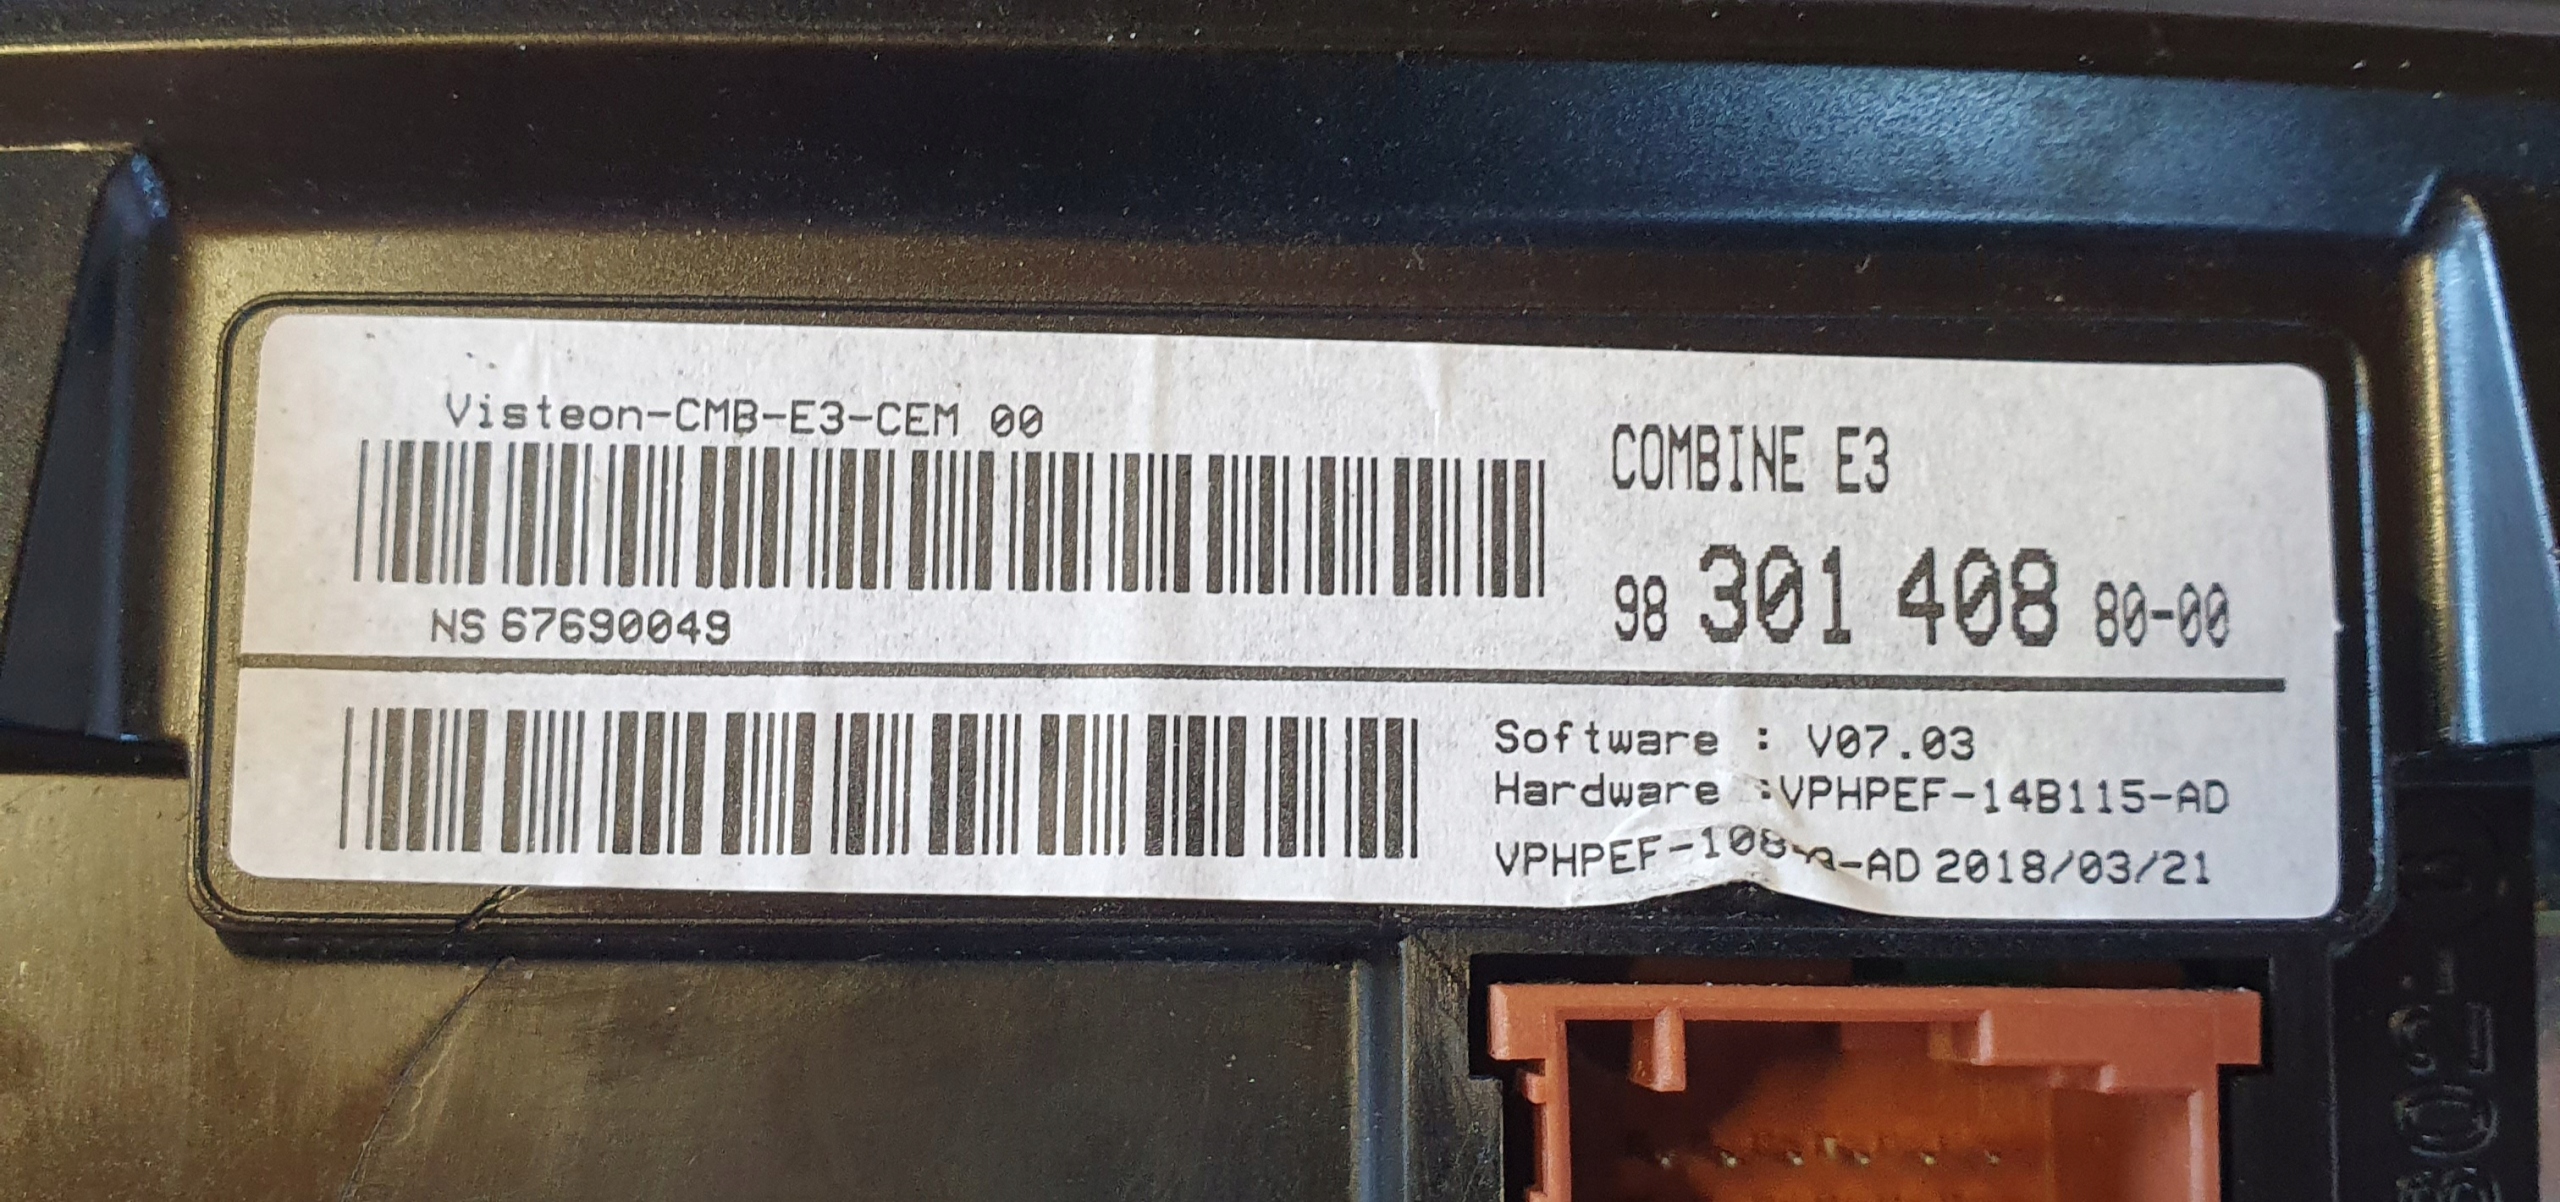 Visteon-CMB-E3-CEM 00
NS 67690049
COMBINE E3
98 301 408 80-00
Software : V07.03
Hardware :VPHPEF-14B115-AD
2018/03/21